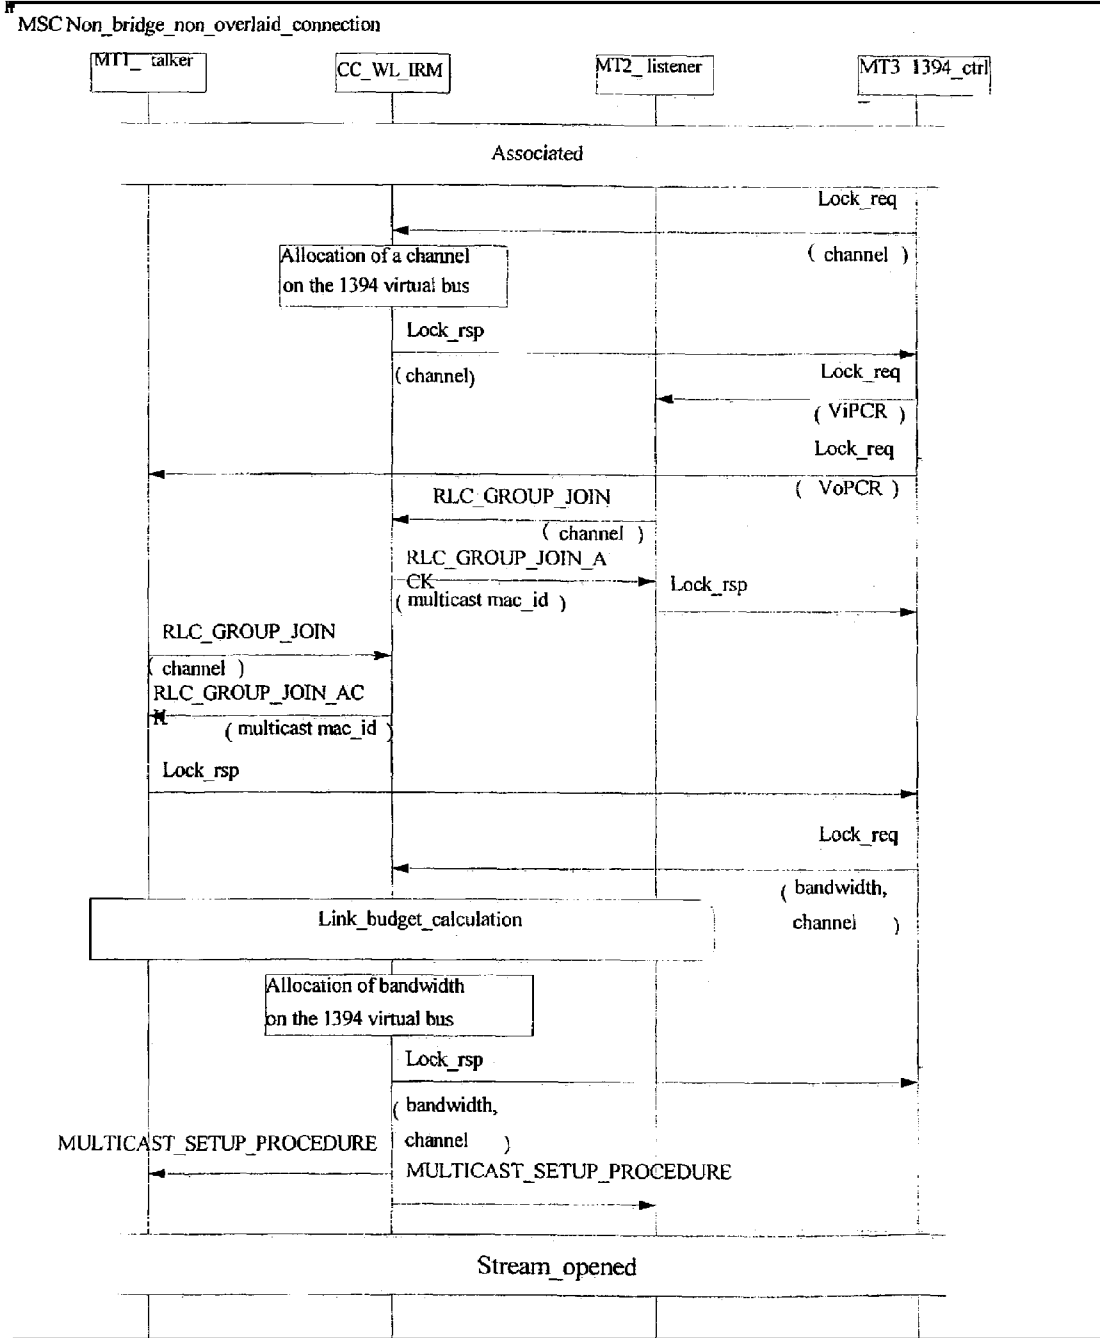 MSC Non_bridge_non_overlaid_connection
MT1_ talker
CC_WL_IRM
MT2_ listener
MT3_1394_ctrl
Associated
Lock_req
( channel )
Allocation of a channel
on the 1394 virtual bus
Lock_rsp
( channel)
Lock_req
( ViPCR )
Lock_req
( VoPCR )
RLC_GROUP_JOIN
( channel )
RLC_GROUP_JOIN_A
CK
( multicast mac_id )
Lock_rsp
RLC_GROUP_JOIN
( channel )
RLC_GROUP_JOIN_AC
K
( multicast mac_id )
Lock_rsp
Lock_req
( bandwidth,
channel )
Link_budget_calculation
Allocation of bandwidth
on the 1394 virtual bus
Lock_rsp
( bandwidth,
channel )
MULTICAST_SETUP_PROCEDURE
MULTICAST_SETUP_PROCEDURE
Stream_opened